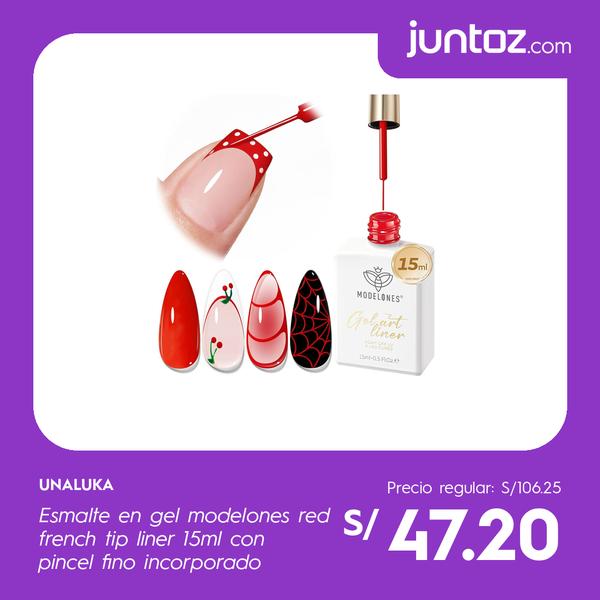 juntoz.com
15ml
MODELONES®
Gel art
liner
15ml-0.5 Fl.Oz.℮
UNALUKA
Esmalte en gel modelones red
french tip liner 15ml con
pincel fino incorporado
Precio regular: S/106.25
S/ 47.20